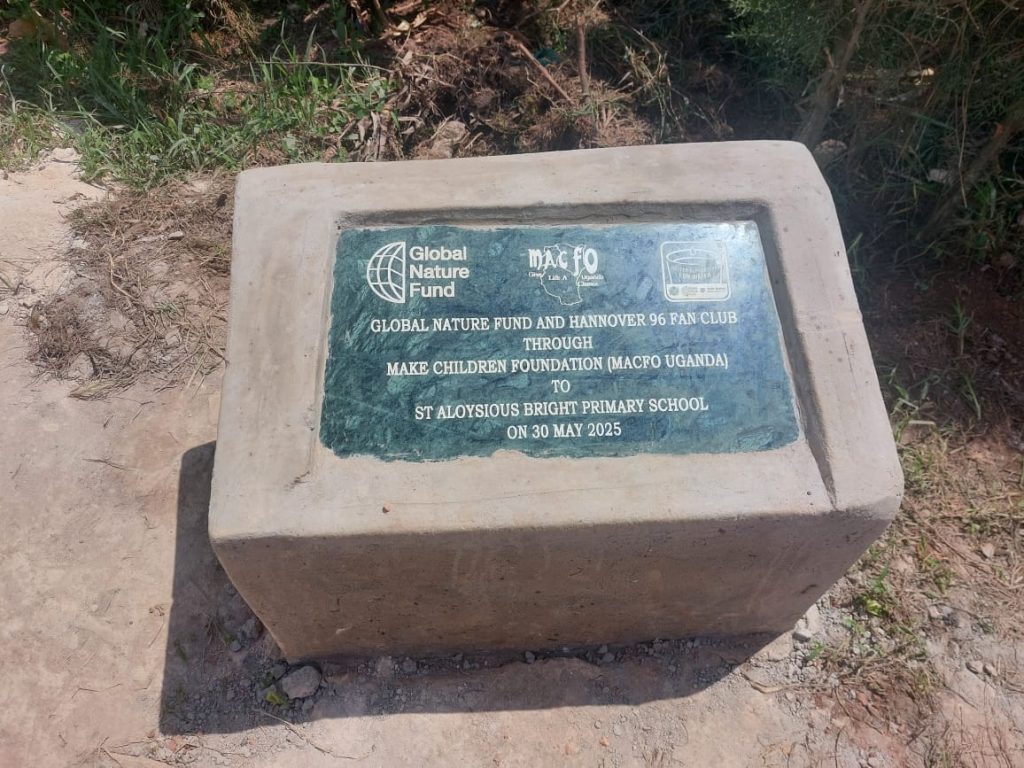 Global
Nature
Fund
MACFO
GLOBAL NATURE FUND AND HANNOVER 96 FAN CLUB
THROUGH
MAKE CHILDREN FOUNDATION (MACFO UGANDA)
TO
ST ALOYSIOUS BRIGHT PRIMARY SCHOOL
ON 30 MAY 2025